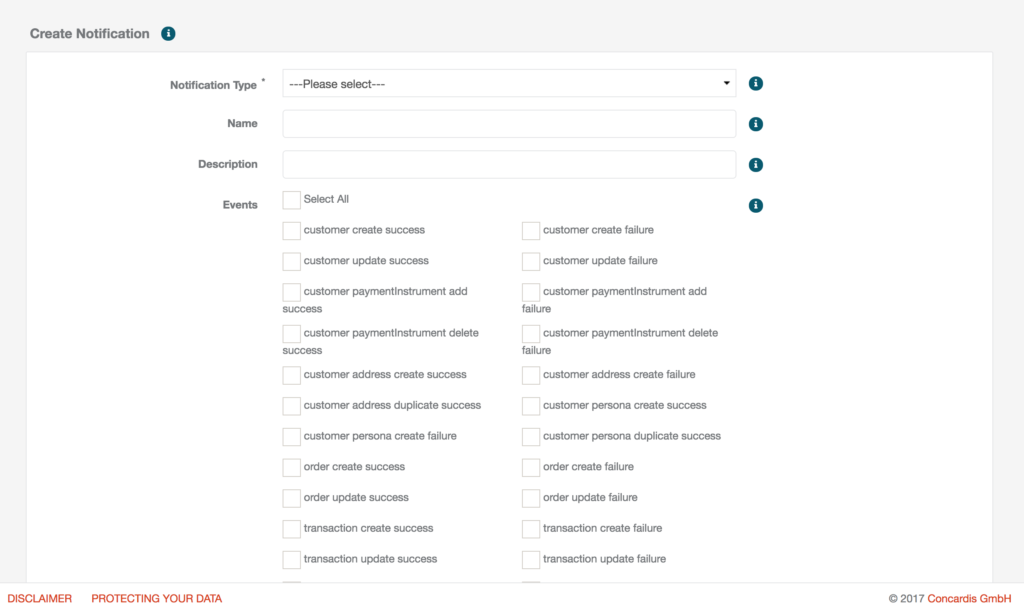 Create Notification
Notification Type *
---Please select---
Name
Description
Events
Select All
customer create success
customer create failure
customer update success
customer update failure
customer paymentInstrument add
success
customer paymentInstrument add
failure
customer paymentInstrument delete
success
customer paymentInstrument delete
failure
customer address create success
customer address create failure
customer address duplicate success
customer persona create success
customer persona create failure
customer persona duplicate success
order create success
order create failure
order update success
order update failure
transaction create success
transaction create failure
transaction update success
transaction update failure
DISCLAIMER
PROTECTING YOUR DATA
© 2017 Concardis GmbH